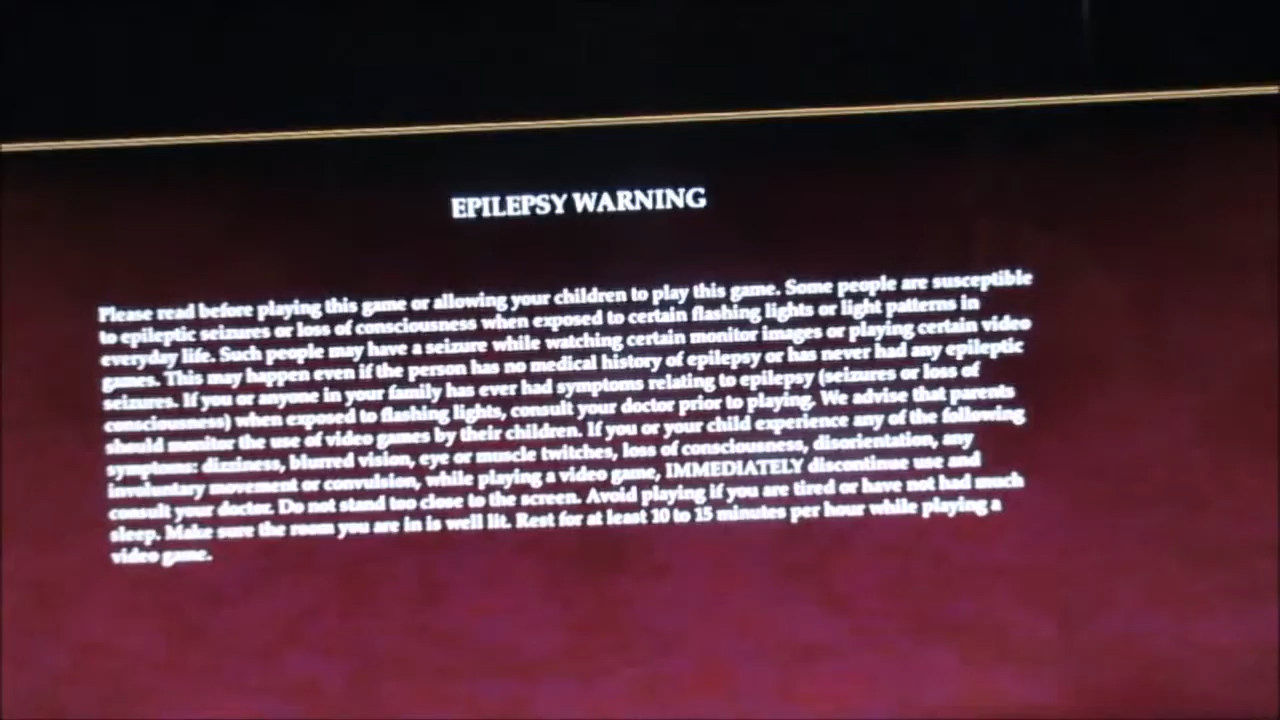 EPILEPSY WARNING
Please read before playing this game or allowing your children to play this game. Some people are susceptible
to epileptic seizures or loss of consciousness when exposed to certain flashing lights or light patterns in
everyday life. Such people may have a seizure while watching certain monitor images or playing certain video
games. This may happen even if the person has no medical history of epilepsy or has never had any epileptic
seizures. If you or anyone in your family has ever had symptoms relating to epilepsy (seizures or loss of
consciousness) when exposed to flashing lights, consult your doctor prior to playing. We advise that parents
should monitor the use of video games by their children. If you or your child experience any of the following
symptoms: dizziness, blurred vision, eye or muscle twitches, loss of consciousness, disorientation, any
involuntary movement or convulsion, while playing a video game, IMMEDIATELY discontinue use and
consult your doctor. Do not stand too close to the screen. Avoid playing if you are tired or have not had much
sleep. Make sure the room you are in is well lit. Rest for at least 10 to 15 minutes per hour while playing a
video game.